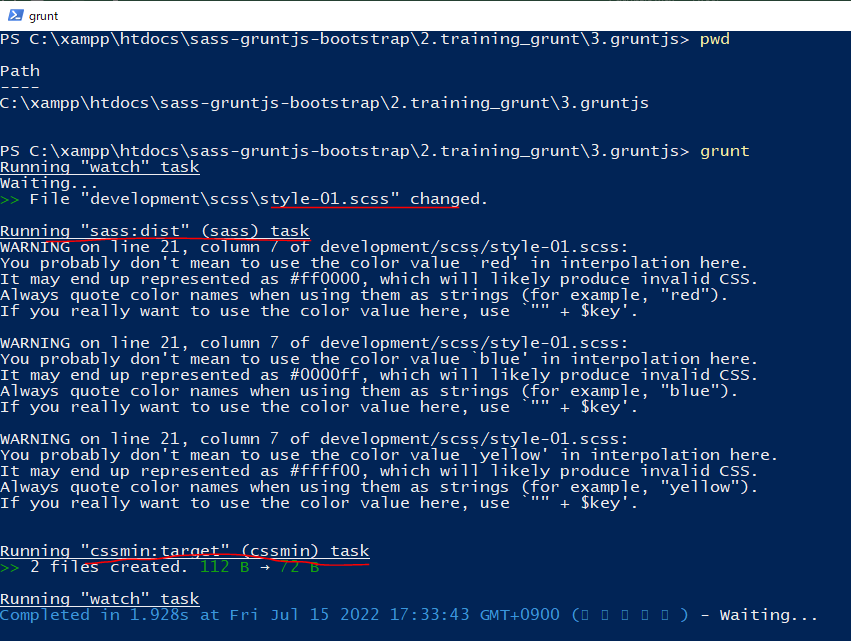 grunt
PS C:\xampp\htdocs\sass-gruntjs-bootstrap\2.training_grunt\3.gruntjs> pwd
Path
----
C:\xampp\htdocs\sass-gruntjs-bootstrap\2.training_grunt\3.gruntjs
PS C:\xampp\htdocs\sass-gruntjs-bootstrap\2.training_grunt\3.gruntjs> grunt
Running "watch" task
Waiting...
>> File "development\scss\style-01.scss" changed.
Running "sass:dist" (sass) task
WARNING on line 21, column 7 of development/scss/style-01.scss:
You probably don't mean to use the color value `red' in interpolation here.
It may end up represented as #ff0000, which will likely produce invalid CSS.
Always quote color names when using them as strings (for example, "red").
If you really want to use the color value here, use `"" + $key'.
WARNING on line 21, column 7 of development/scss/style-01.scss:
You probably don't mean to use the color value `blue' in interpolation here.
It may end up represented as #0000ff, which will likely produce invalid CSS.
Always quote color names when using them as strings (for example, "blue").
If you really want to use the color value here, use `"" + $key'.
WARNING on line 21, column 7 of development/scss/style-01.scss:
You probably don't mean to use the color value `yellow' in interpolation here.
It may end up represented as #ffff00, which will likely produce invalid CSS.
Always quote color names when using them as strings (for example, "yellow").
If you really want to use the color value here, use `"" + $key'.
Running "cssmin:target" (cssmin) task
>> 2 files created. 112 B → 72 B
Running "watch" task
Completed in 1.928s at Fri Jul 15 2022 17:33:43 GMT+0900 ( ) - Waiting...